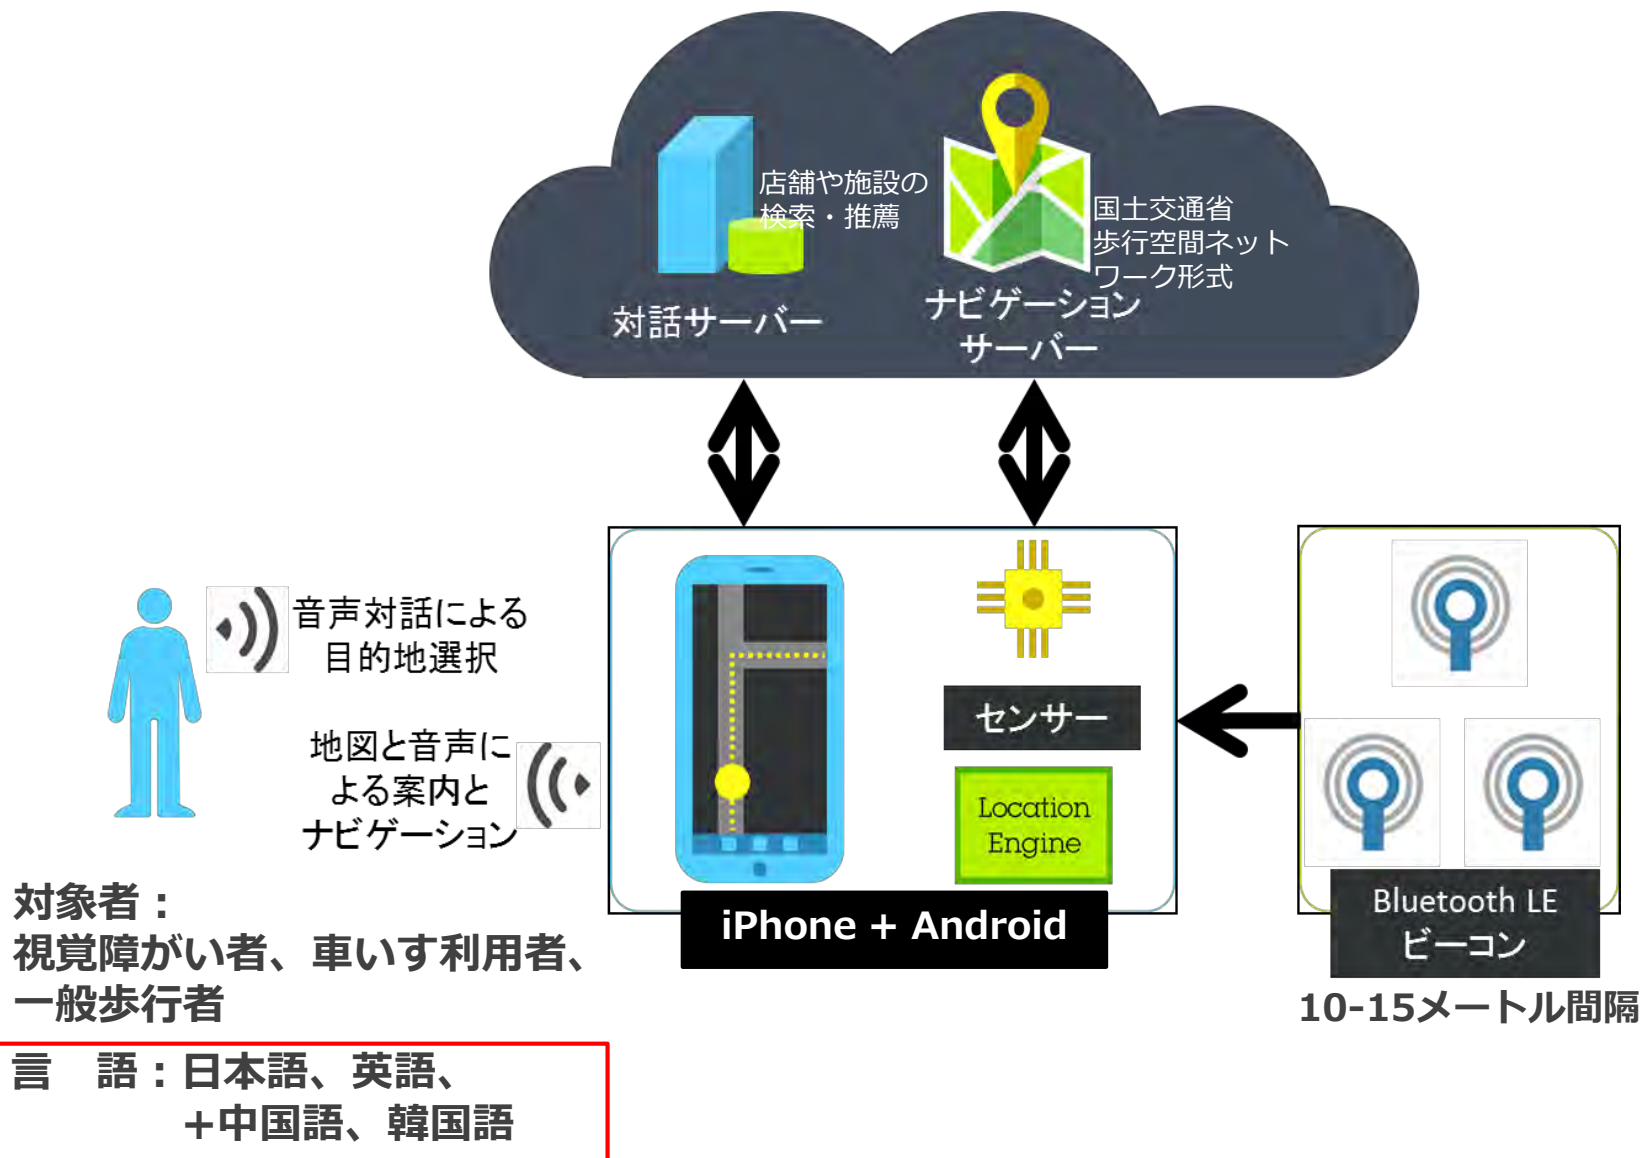 店舗や施設の
検索・推薦
対話サーバー
国土交通省
歩行空間ネット
ワーク形式
ナビゲーション
サーバー
音声対話による
目的地選択
地図と音声に
よる案内と
ナビゲーション
センサー
Location
Engine
iPhone + Android
Bluetooth LE
ビーコン
10-15メートル間隔
対象者：
視覚障がい者、車いす利用者、
一般歩行者
言　語：日本語、英語、
+中国語、韓国語